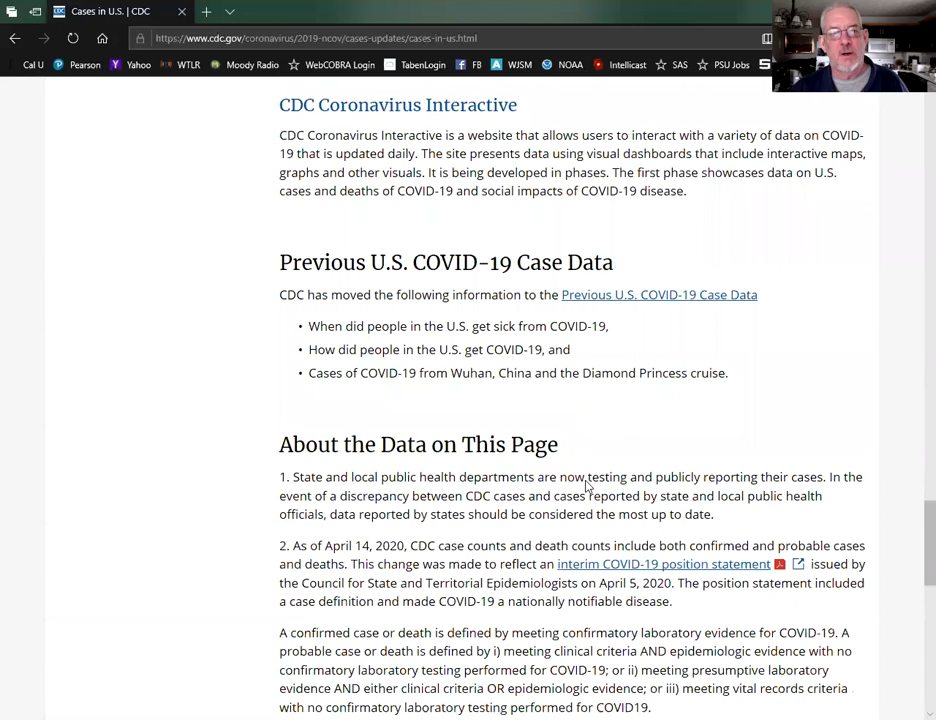 CDC Cases in U.S. | CDC
https://www.cdc.gov/coronavirus/2019-ncov/cases-updates/cases-in-us.html
Cal U Pearson Yahoo WTLR Moody Radio WebCOBRA Login TabenLogin FB WJSM NOAA Intellicast SAS PSU Jobs
CDC Coronavirus Interactive
CDC Coronavirus Interactive is a website that allows users to interact with a variety of data on COVID-
19 that is updated daily. The site presents data using visual dashboards that include interactive maps,
graphs and other visuals. It is being developed in phases. The first phase showcases data on U.S.
cases and deaths of COVID-19 and social impacts of COVID-19 disease.
Previous U.S. COVID-19 Case Data
CDC has moved the following information to the Previous U.S. COVID-19 Case Data
• When did people in the U.S. get sick from COVID-19,
• How did people in the U.S. get COVID-19, and
• Cases of COVID-19 from Wuhan, China and the Diamond Princess cruise.
About the Data on This Page
1. State and local public health departments are now testing and publicly reporting their cases. In the
event of a discrepancy between CDC cases and cases reported by state and local public health
officials, data reported by states should be considered the most up to date.
2. As of April 14, 2020, CDC case counts and death counts include both confirmed and probable cases
and deaths. This change was made to reflect an interim COVID-19 position statement issued by
the Council for State and Territorial Epidemiologists on April 5, 2020. The position statement included
a case definition and made COVID-19 a nationally notifiable disease.
A confirmed case or death is defined by meeting confirmatory laboratory evidence for COVID-19. A
probable case or death is defined by i) meeting clinical criteria AND epidemiologic evidence with no
confirmatory laboratory testing performed for COVID-19; or ii) meeting presumptive laboratory
evidence AND either clinical criteria OR epidemiologic evidence; or iii) meeting vital records criteria
with no confirmatory laboratory testing performed for COVID19.